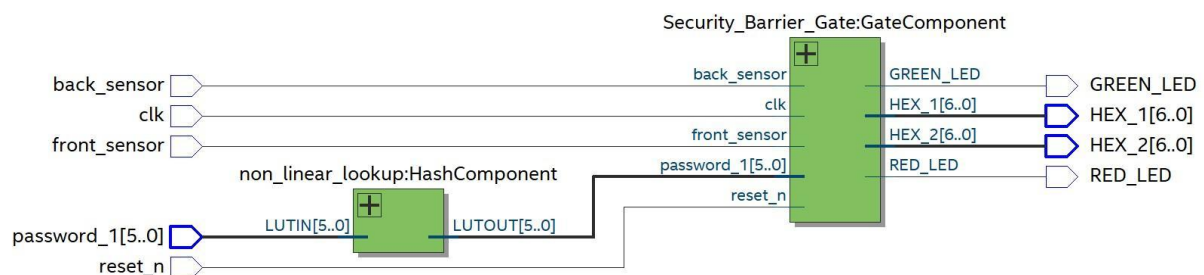 Security_Barrier_Gate:GateComponent
back_sensor
back_sensor
GREEN_LED
GREEN_LED
clk
clk
HEX_1[6..0]
HEX_1[6..0]
front_sensor
front_sensor
HEX_2[6..0]
HEX_2[6..0]
non_linear_lookup:HashComponent
password_1[5..0]
RED_LED
RED_LED
reset_n
password_1[5..0]
LUTIN[5..0]
LUTOUT[5..0]
reset_n